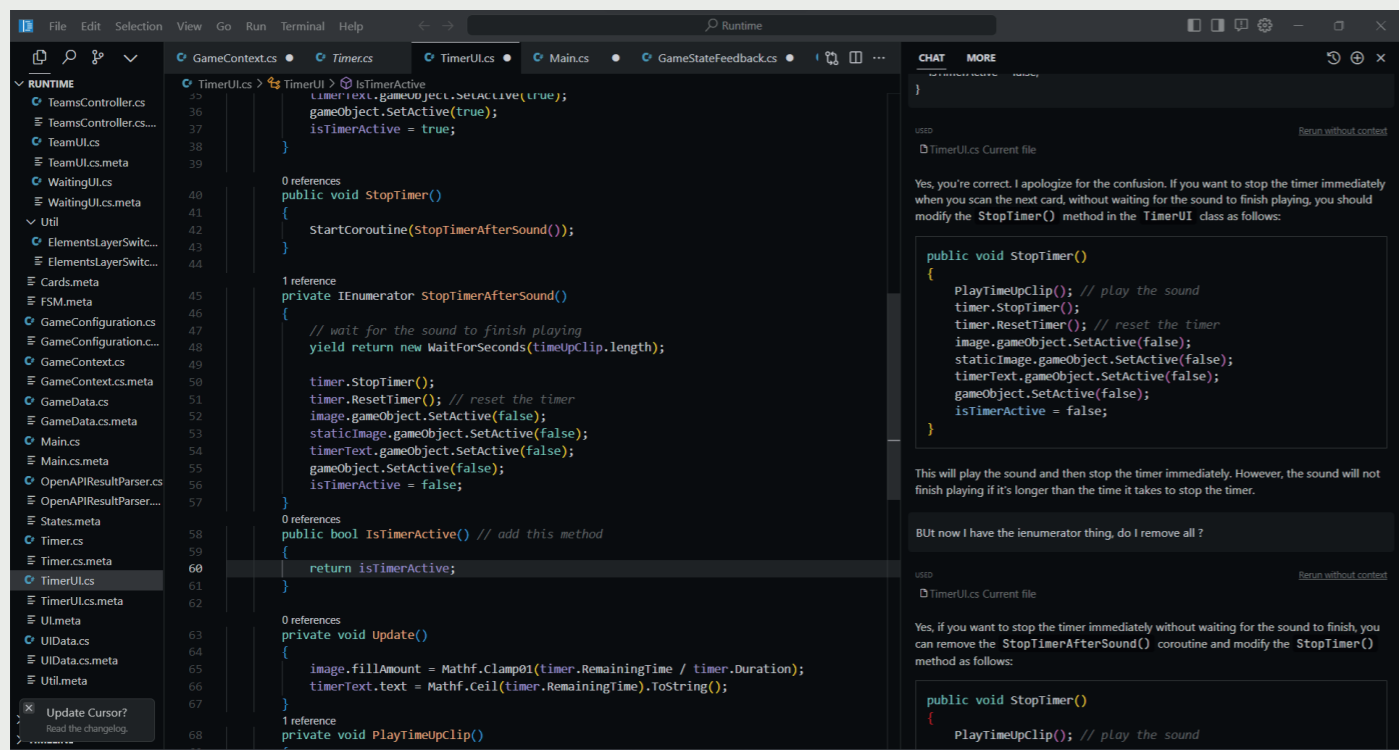 File Edit Selection View Go Run Terminal Help
Runtime
GameContext.cs
Timer.cs
TimerUI.cs
Main.cs
GameStateFeedback.cs
RUNTIME
TeamsController.cs
TeamsController.cs....
TeamUI.cs
TeamUI.cs.meta
WaitingUI.cs
WaitingUI.cs.meta
Util
ElementsLayerSwitc...
ElementsLayerSwitc...
Cards.meta
FSM.meta
GameConfiguration.cs
GameConfiguration.c...
GameContext.cs
GameContext.cs.meta
GameData.cs
GameData.cs.meta
Main.cs
Main.cs.meta
OpenAPIResultParser.cs
OpenAPIResultParser....
States.meta
Timer.cs
Timer.cs.meta
TimerUI.cs
TimerUI.cs.meta
UI.meta
UIData.cs
UIData.cs.meta
Util.meta
Update Cursor?
Read the changelog.
TimerUI.cs > TimerUI > IsTimerActive
35 timerText.gameObject.SetActive(true);
36 gameObject.SetActive(true);
37 isTimerActive = true;
38 }
39
0 references
40 public void StopTimer()
41 {
42 StartCoroutine(StopTimerAfterSound());
43 }
44
1 reference
45 private IEnumerator StopTimerAfterSound()
46 {
47 // wait for the sound to finish playing
48 yield return new WaitForSeconds(timeUpClip.length);
49
50 timer.StopTimer();
51 timer.ResetTimer(); // reset the timer
52 image.gameObject.SetActive(false);
53 staticImage.gameObject.SetActive(false);
54 timerText.gameObject.SetActive(false);
55 gameObject.SetActive(false);
56 isTimerActive = false;
57 }
0 references
58 public bool IsTimerActive() // add this method
59 {
60 return isTimerActive;
61 }
62
0 references
63 private void Update()
64 {
65 image.fillAmount = Mathf.Clamp01(timer.RemainingTime / timer.Duration);
66 timerText.text = Mathf.Ceil(timer.RemainingTime).ToString();
67 }
1 reference
68 private void PlayTimeUpClip()
CHAT MORE
}
USED
Rerun without context
TimerUI.cs Current file
Yes, you're correct. I apologize for the confusion. If you want to stop the timer immediately
when you scan the next card, without waiting for the sound to finish playing, you should
modify the StopTimer() method in the TimerUI class as follows:
public void StopTimer()
{
PlayTimeUpClip(); // play the sound
timer.StopTimer();
timer.ResetTimer(); // reset the timer
image.gameObject.SetActive(false);
staticImage.gameObject.SetActive(false);
timerText.gameObject.SetActive(false);
gameObject.SetActive(false);
isTimerActive = false;
}
This will play the sound and then stop the timer immediately. However, the sound will not
finish playing if it's longer than the time it takes to stop the timer.
BUt now I have the ienumerator thing, do I remove all ?
USED
Rerun without context
TimerUI.cs Current file
Yes, if you want to stop the timer immediately without waiting for the sound to finish, you
can remove the StopTimerAfterSound() coroutine and modify the StopTimer()
method as follows:
public void StopTimer()
{
PlayTimeUpClip(); // play the sound